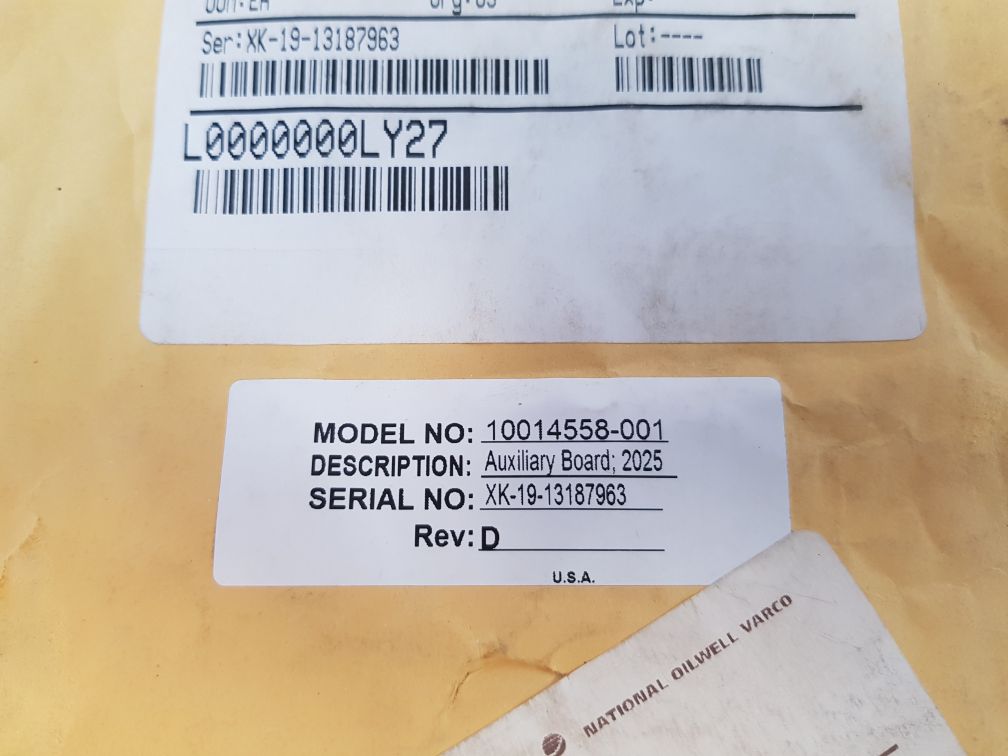 Ser:XK-19-13187963 Lot:----
L0000000LY27
MODEL NO: 10014558-001
DESCRIPTION: Auxiliary Board; 2025
SERIAL NO: XK-19-13187963
Rev: D
U.S.A.
NATIONAL OILWELL VARCO